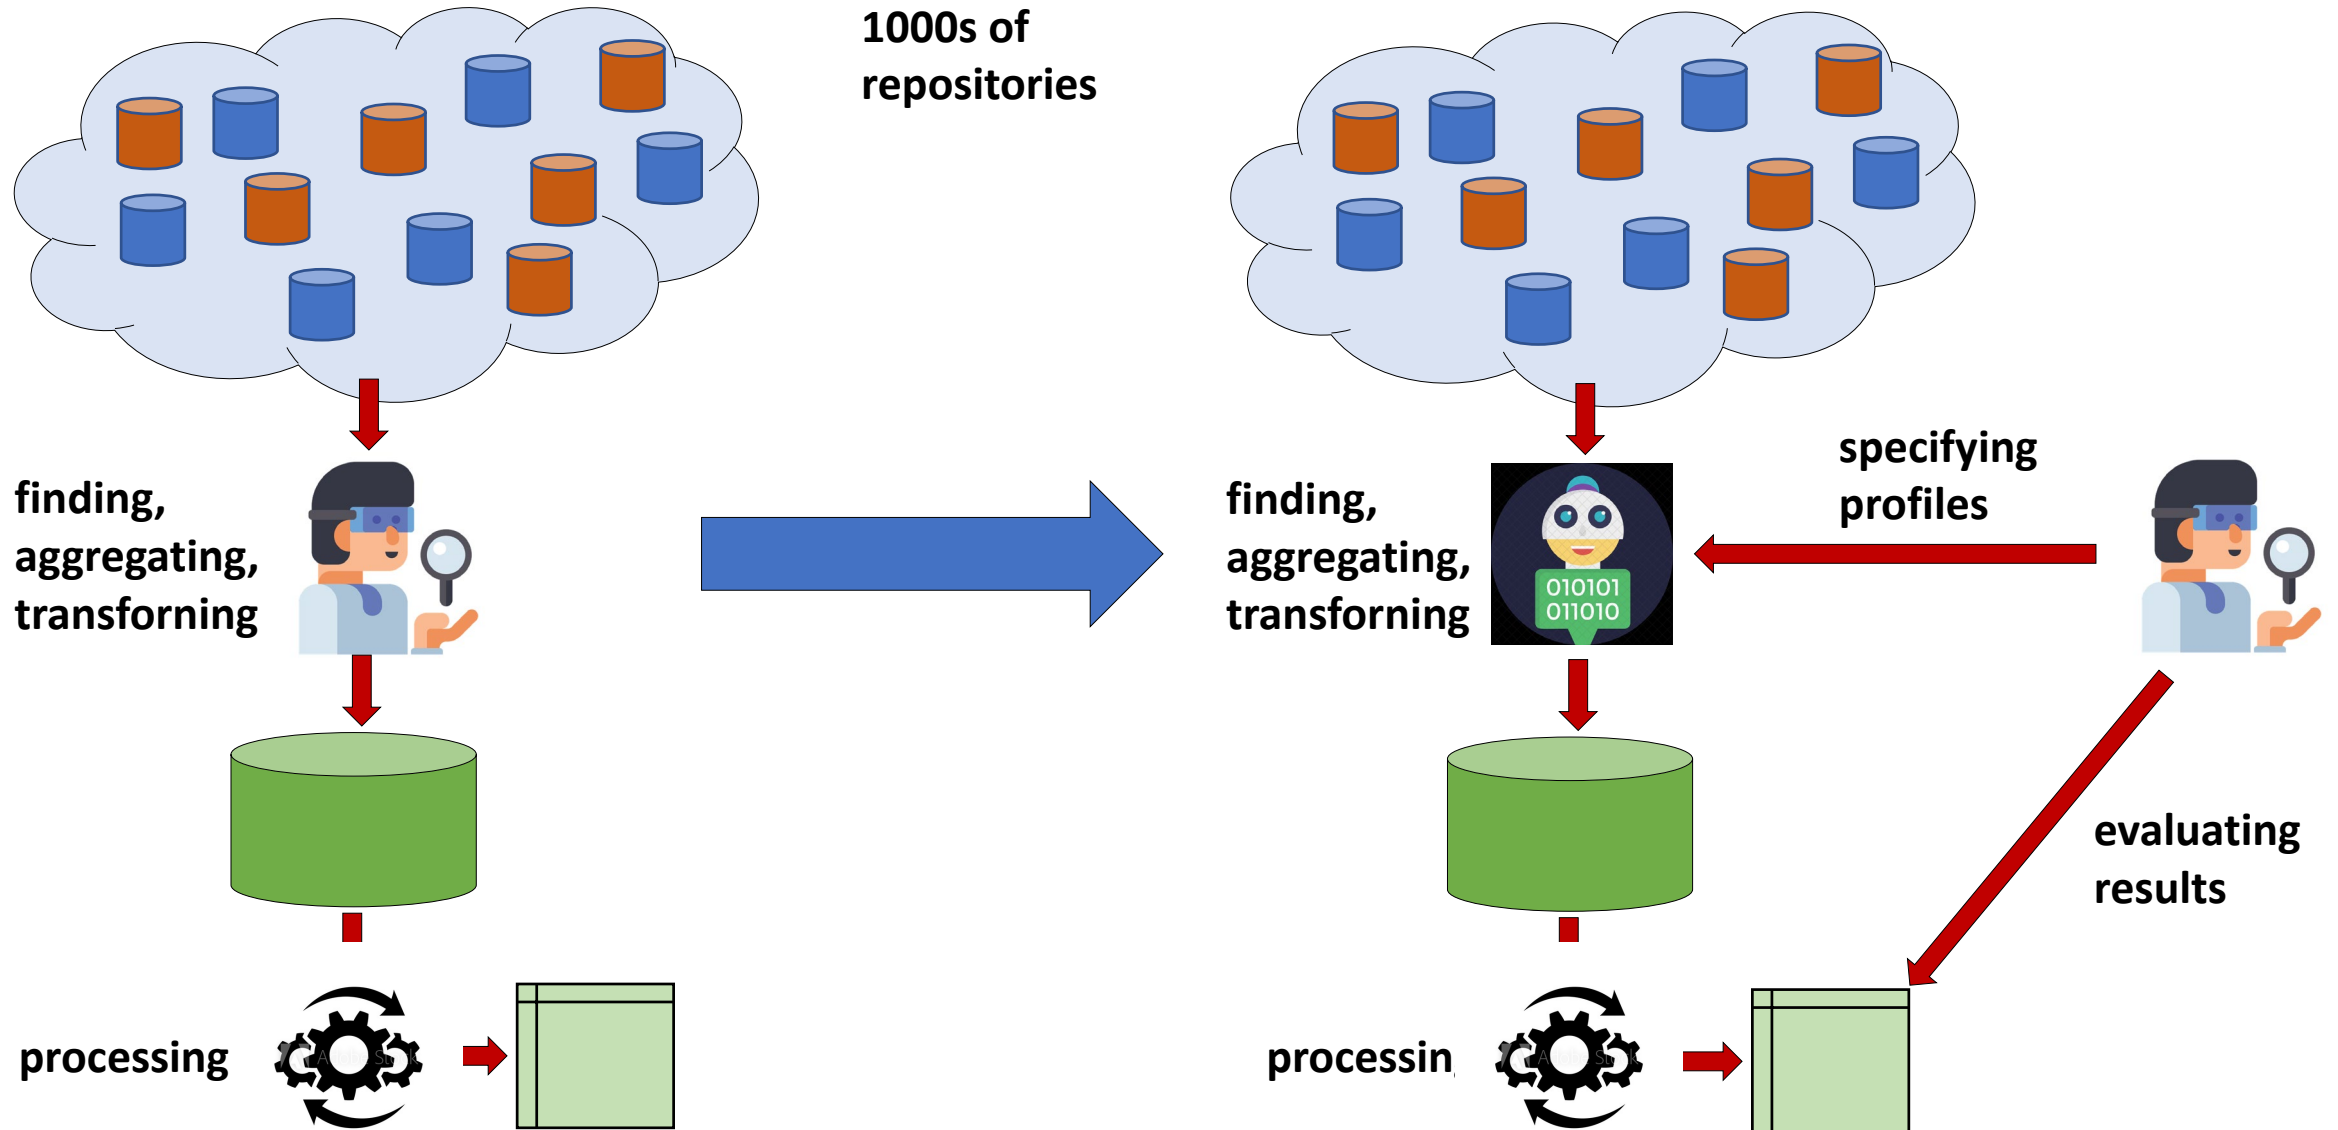 1000s of
repositories
finding,
aggregating,
transforning
finding,
aggregating,
transforning
010101
011010
specifying
profiles
evaluating
results
processing
processin